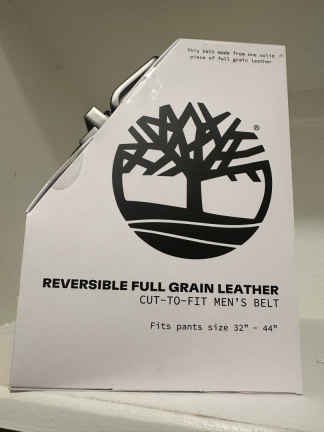 This belt made from one solid
piece of full grain leather
®
REVERSIBLE FULL GRAIN LEATHER
CUT-TO-FIT MEN'S BELT
Fits pants size 32" - 44"